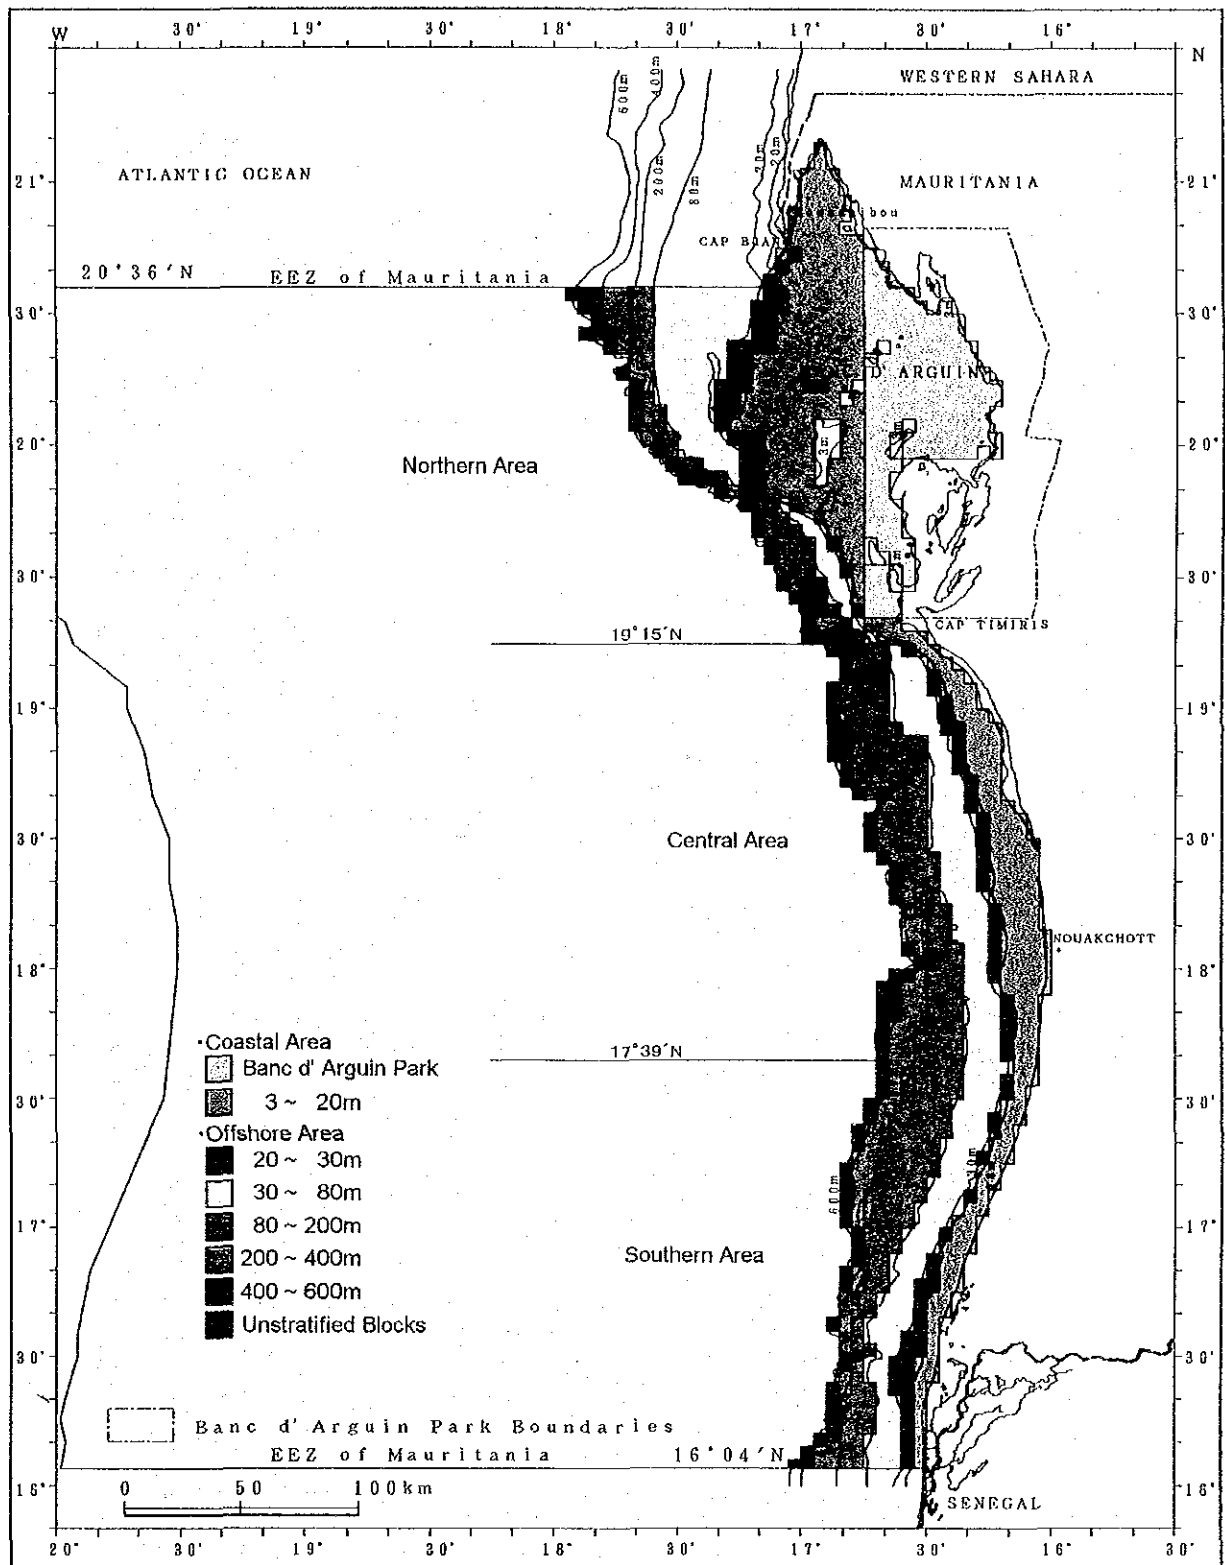 W 30' 19° 30' 18° 30' 17° 30' 16° N
WESTERN SAHARA
600m
400m
200m
80m
20m
ATLANTIC OCEAN
MAURITANIA
21° 21°
CAP BLANC
20°36'N EEZ of Mauritania
30' 30'
D'ARGUIN
20° 20°
3m
Northern Area
30' 30'
CAP TIMIRIS
19°15'N
19° 19°
30' 30'
Central Area
NOUAKCHOTT
18° 18°
·Coastal Area
17°39'N
Banc d' Arguin Park
30' 30'
3 ~ 20m
·Offshore Area
20 ~ 30m
30 ~ 80m
600m
80 ~ 200m
17° 17°
200 ~ 400m
Southern Area
400 ~ 600m
Unstratified Blocks
30' 30'
Banc d' Arguin Park Boundaries
EEZ of Mauritania 16°04'N
16° 16°
0 50 100km
SENEGAL
20° 30' 19° 30' 18° 30' 17° 30' 16° 30'